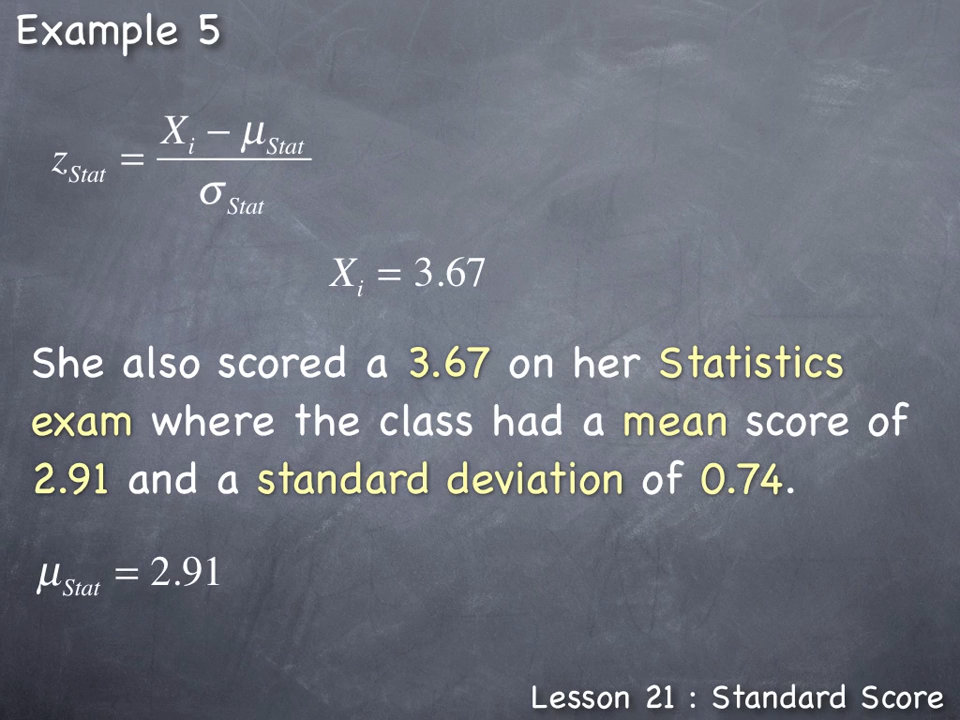 Example 5
z_Stat = (X_i − μ_Stat) / σ_Stat
X_i = 3.67
She also scored a 3.67 on her Statistics
exam where the class had a mean score of
2.91 and a standard deviation of 0.74.
μ_Stat = 2.91
Lesson 21 : Standard Score